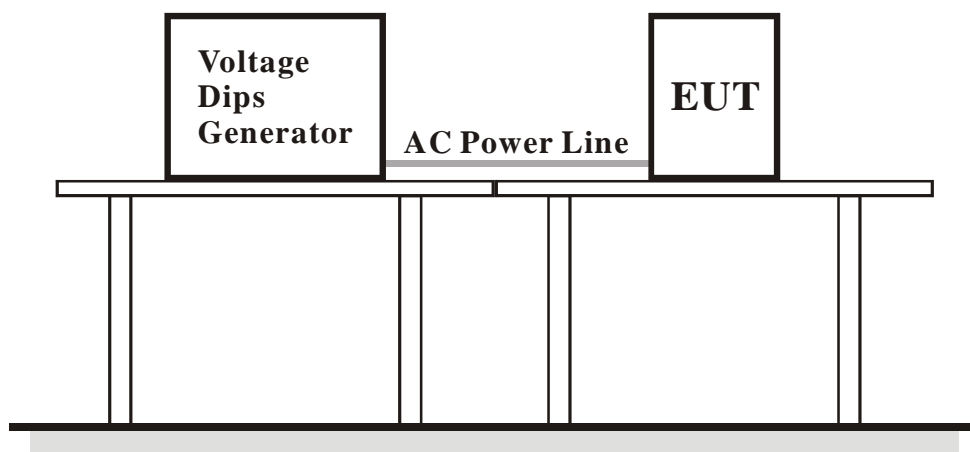 Voltage
Dips
Generator
EUT
AC Power Line